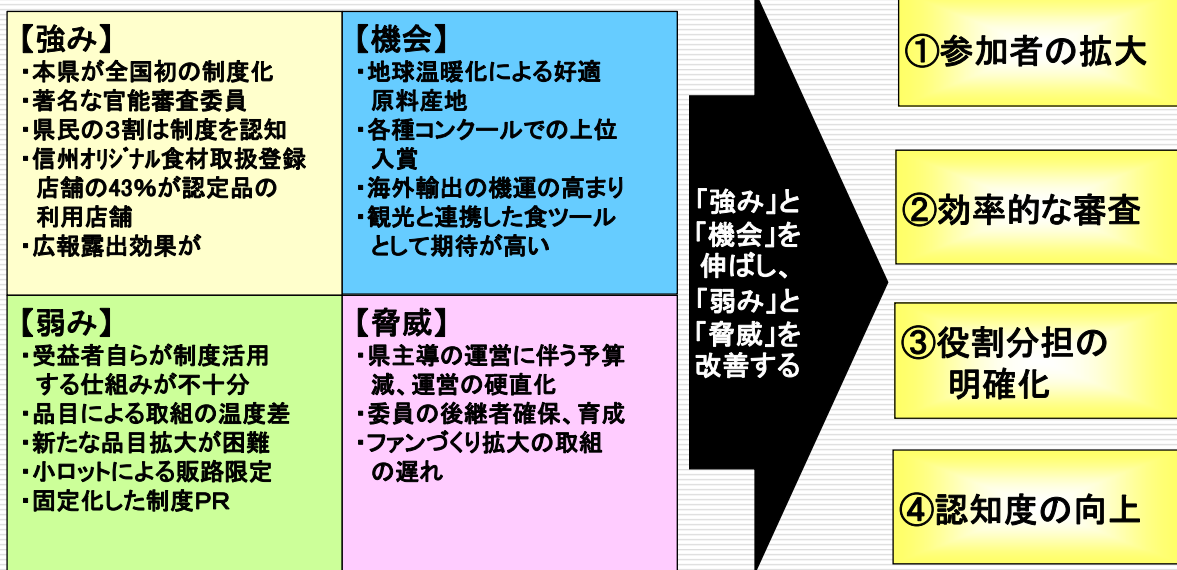 【強み】
・本県が全国初の制度化
・著名な官能審査委員
・県民の3割は制度を認知
・信州オリジナル食材取扱登録
店舗の43%が認定品の
利用店舗
・広報露出効果が
【機会】
・地球温暖化による好適
原料産地
・各種コンクールでの上位
入賞
・海外輸出の機運の高まり
・観光と連携した食ツール
として期待が高い
【弱み】
・受益者自らが制度活用
する仕組みが不十分
・品目による取組の温度差
・新たな品目拡大が困難
・小ロットによる販路限定
・固定化した制度PR
【脅威】
・県主導の運営に伴う予算
減、運営の硬直化
・委員の後継者確保、育成
・ファンづくり拡大の取組
の遅れ
「強み」と
「機会」を
伸ばし、
「弱み」と
「脅威」を
改善する
①参加者の拡大
②効率的な審査
③役割分担の
明確化
④認知度の向上